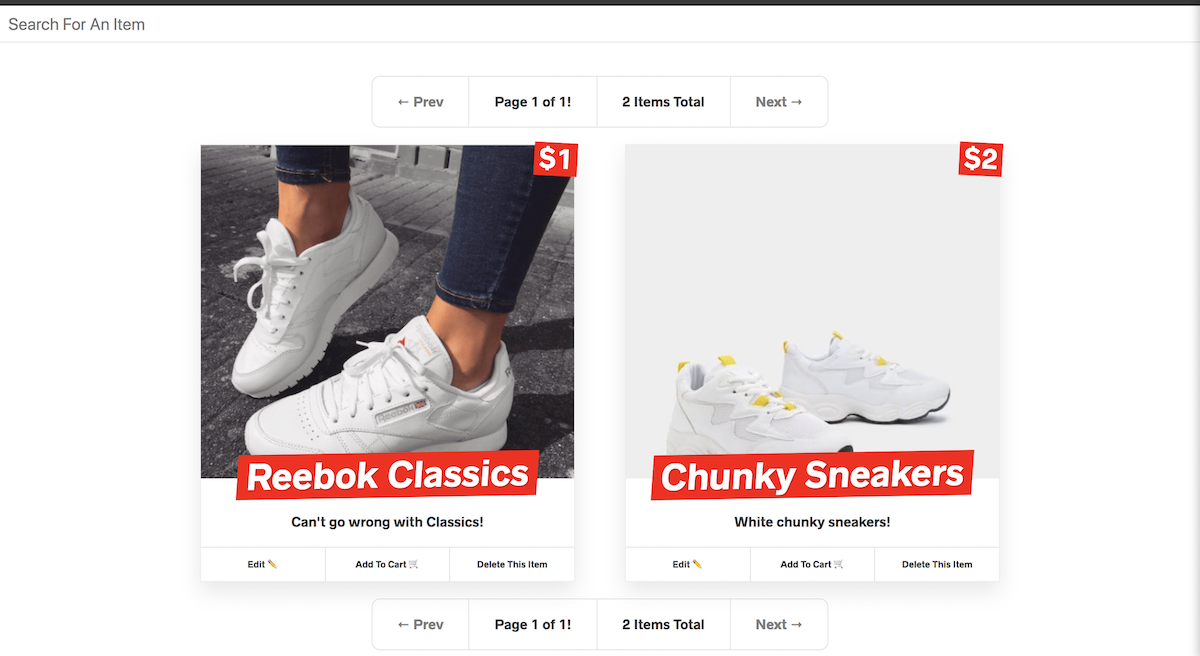 Search For An Item
← Prev
Page 1 of 1!
2 Items Total
Next →
$1
Reebok
Reebok Classics
Can't go wrong with Classics!
Edit ✏️
Add To Cart 🛒
Delete This Item
$2
Chunky Sneakers
White chunky sneakers!
Edit ✏️
Add To Cart 🛒
Delete This Item
← Prev
Page 1 of 1!
2 Items Total
Next →